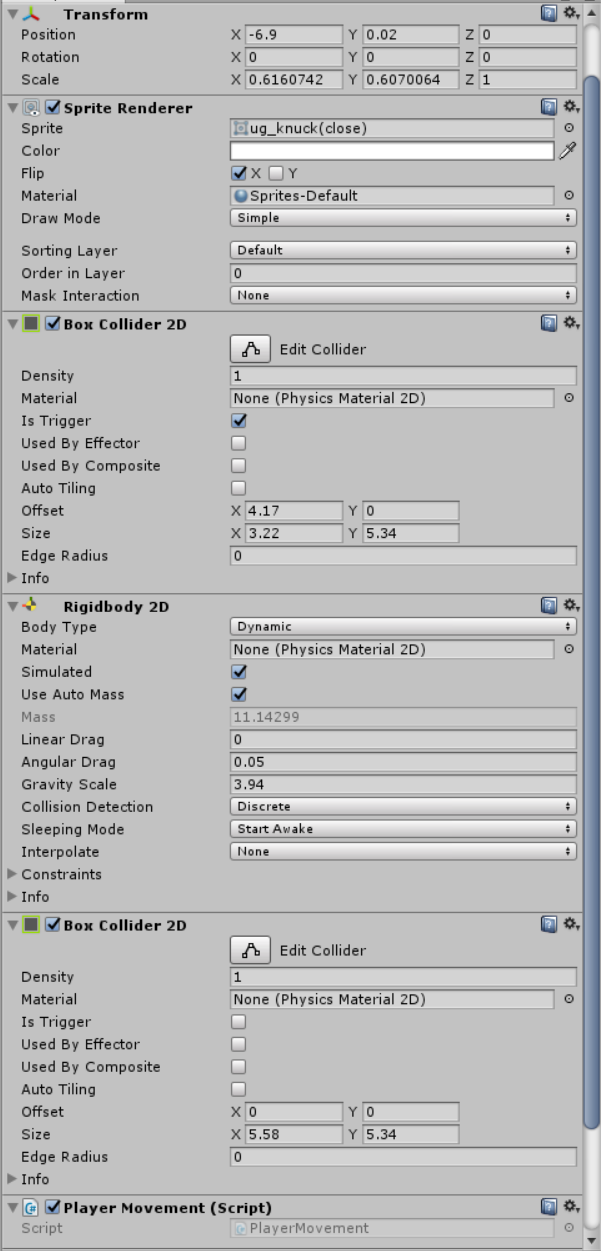 Transform
Position X -6.9 Y 0.02 Z 0
Rotation X 0 Y 0 Z 0
Scale X 0.6160742 Y 0.6070064 Z 1
Sprite Renderer
Sprite ug_knuck(close)
Color
Flip X Y
Material Sprites-Default
Draw Mode Simple
Sorting Layer Default
Order in Layer 0
Mask Interaction None
Box Collider 2D
Edit Collider
Density 1
Material None (Physics Material 2D)
Is Trigger
Used By Effector
Used By Composite
Auto Tiling
Offset X 4.17 Y 0
Size X 3.22 Y 5.34
Edge Radius 0
Info
Rigidbody 2D
Body Type Dynamic
Material None (Physics Material 2D)
Simulated
Use Auto Mass
Mass 11.14299
Linear Drag 0
Angular Drag 0.05
Gravity Scale 3.94
Collision Detection Discrete
Sleeping Mode Start Awake
Interpolate None
Constraints
Info
Box Collider 2D
Edit Collider
Density 1
Material None (Physics Material 2D)
Is Trigger
Used By Effector
Used By Composite
Auto Tiling
Offset X 0 Y 0
Size X 5.58 Y 5.34
Edge Radius 0
Info
Player Movement (Script)
Script PlayerMovement